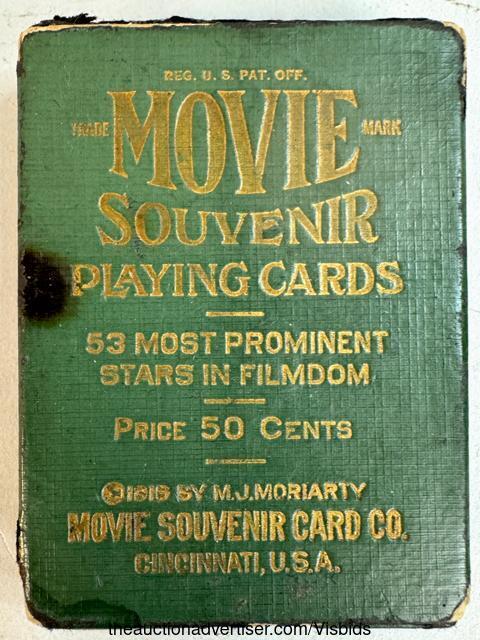 REG. U. S. PAT. OFF.
TRADE MOVIE MARK
SOUVENIR
PLAYING CARDS
53 MOST PROMINENT
STARS IN FILMDOM
PRICE 50 CENTS
BY M.J.MORIARTY
MOVIE SOUVENIR CARD CO.
CINCINNATI, U.S.A.
theauctionadvertiser.com/Visbids